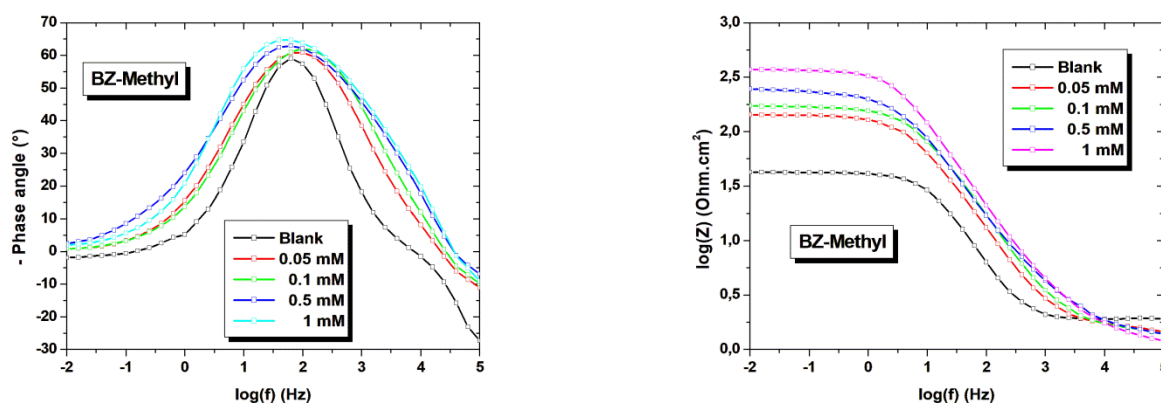 70
60
50
40
30
20
10
0
-10
-20
-30
-2
-1
0
1
2
3
4
5
- Phase angle (°)
log(f) (Hz)
BZ-Methyl
Blank
0.05 mM
0.1 mM
0.5 mM
1 mM
3,0
2,5
2,0
1,5
1,0
0,5
0,0
-2
-1
0
1
2
3
4
5
log(Z) (Ohm.cm²)
log(f) (Hz)
Blank
0.05 mM
0.1 mM
0.5 mM
1 mM
BZ-Methyl